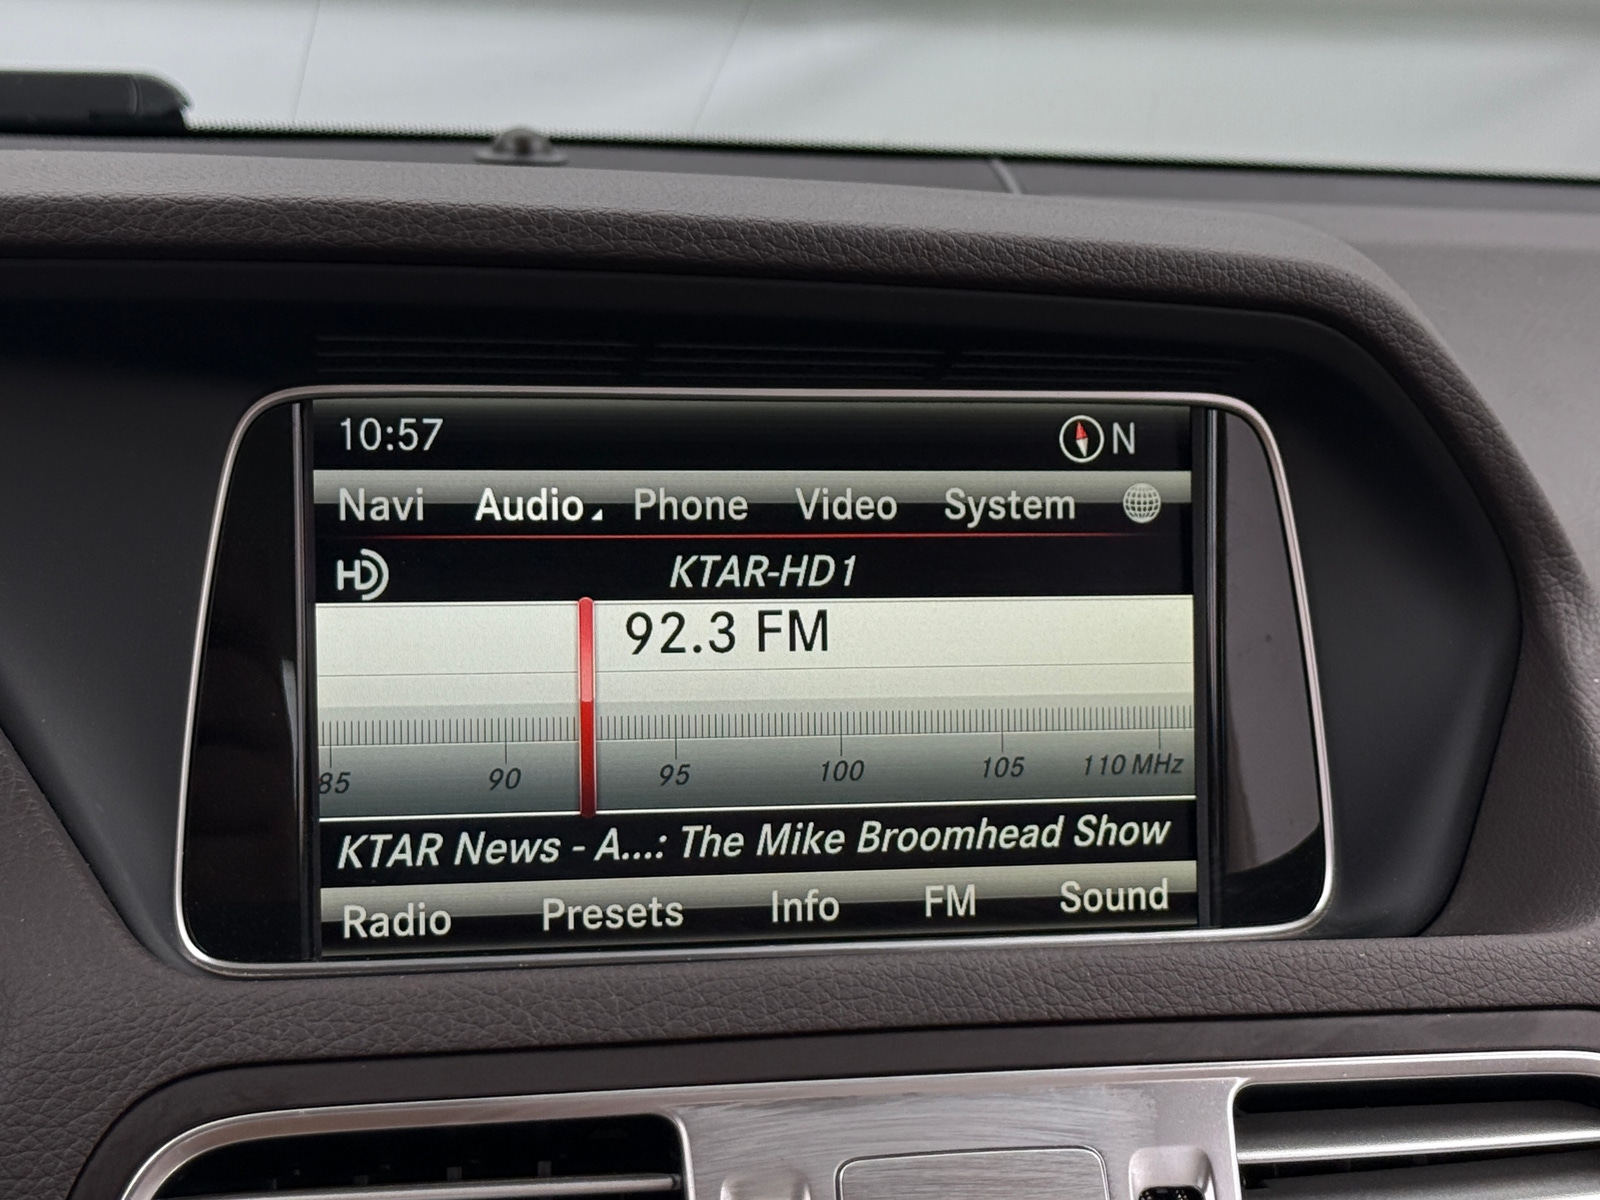 10:57 N
Navi Audio Phone Video System
HD KTAR-HD1
92.3 FM
85 90 95 100 105 110 MHz
KTAR News - A...: The Mike Broomhead Show
Radio Presets Info FM Sound